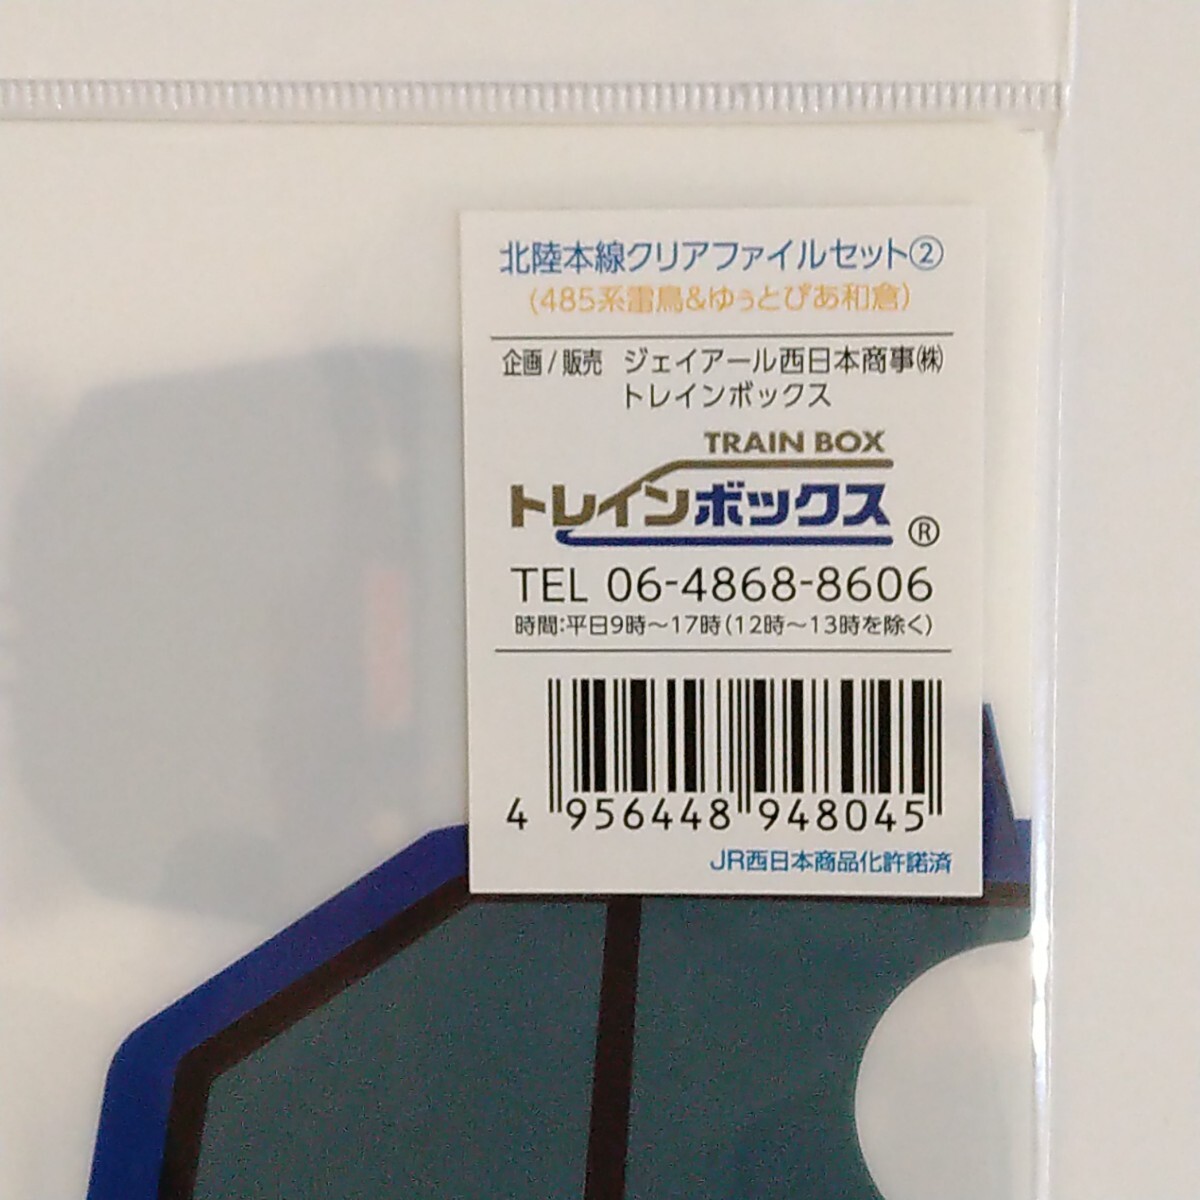 北陸本線クリアファイルセット②
(485系雷鳥&ゆぅとぴあ和倉)
企画/販売 ジェイアール西日本商事㈱
トレインボックス
TRAIN BOX
トレインボックス®
TEL 06-4868-8606
時間:平日9時～17時(12時～13時を除く)
4 956448 948045
JR西日本商品化許諾済